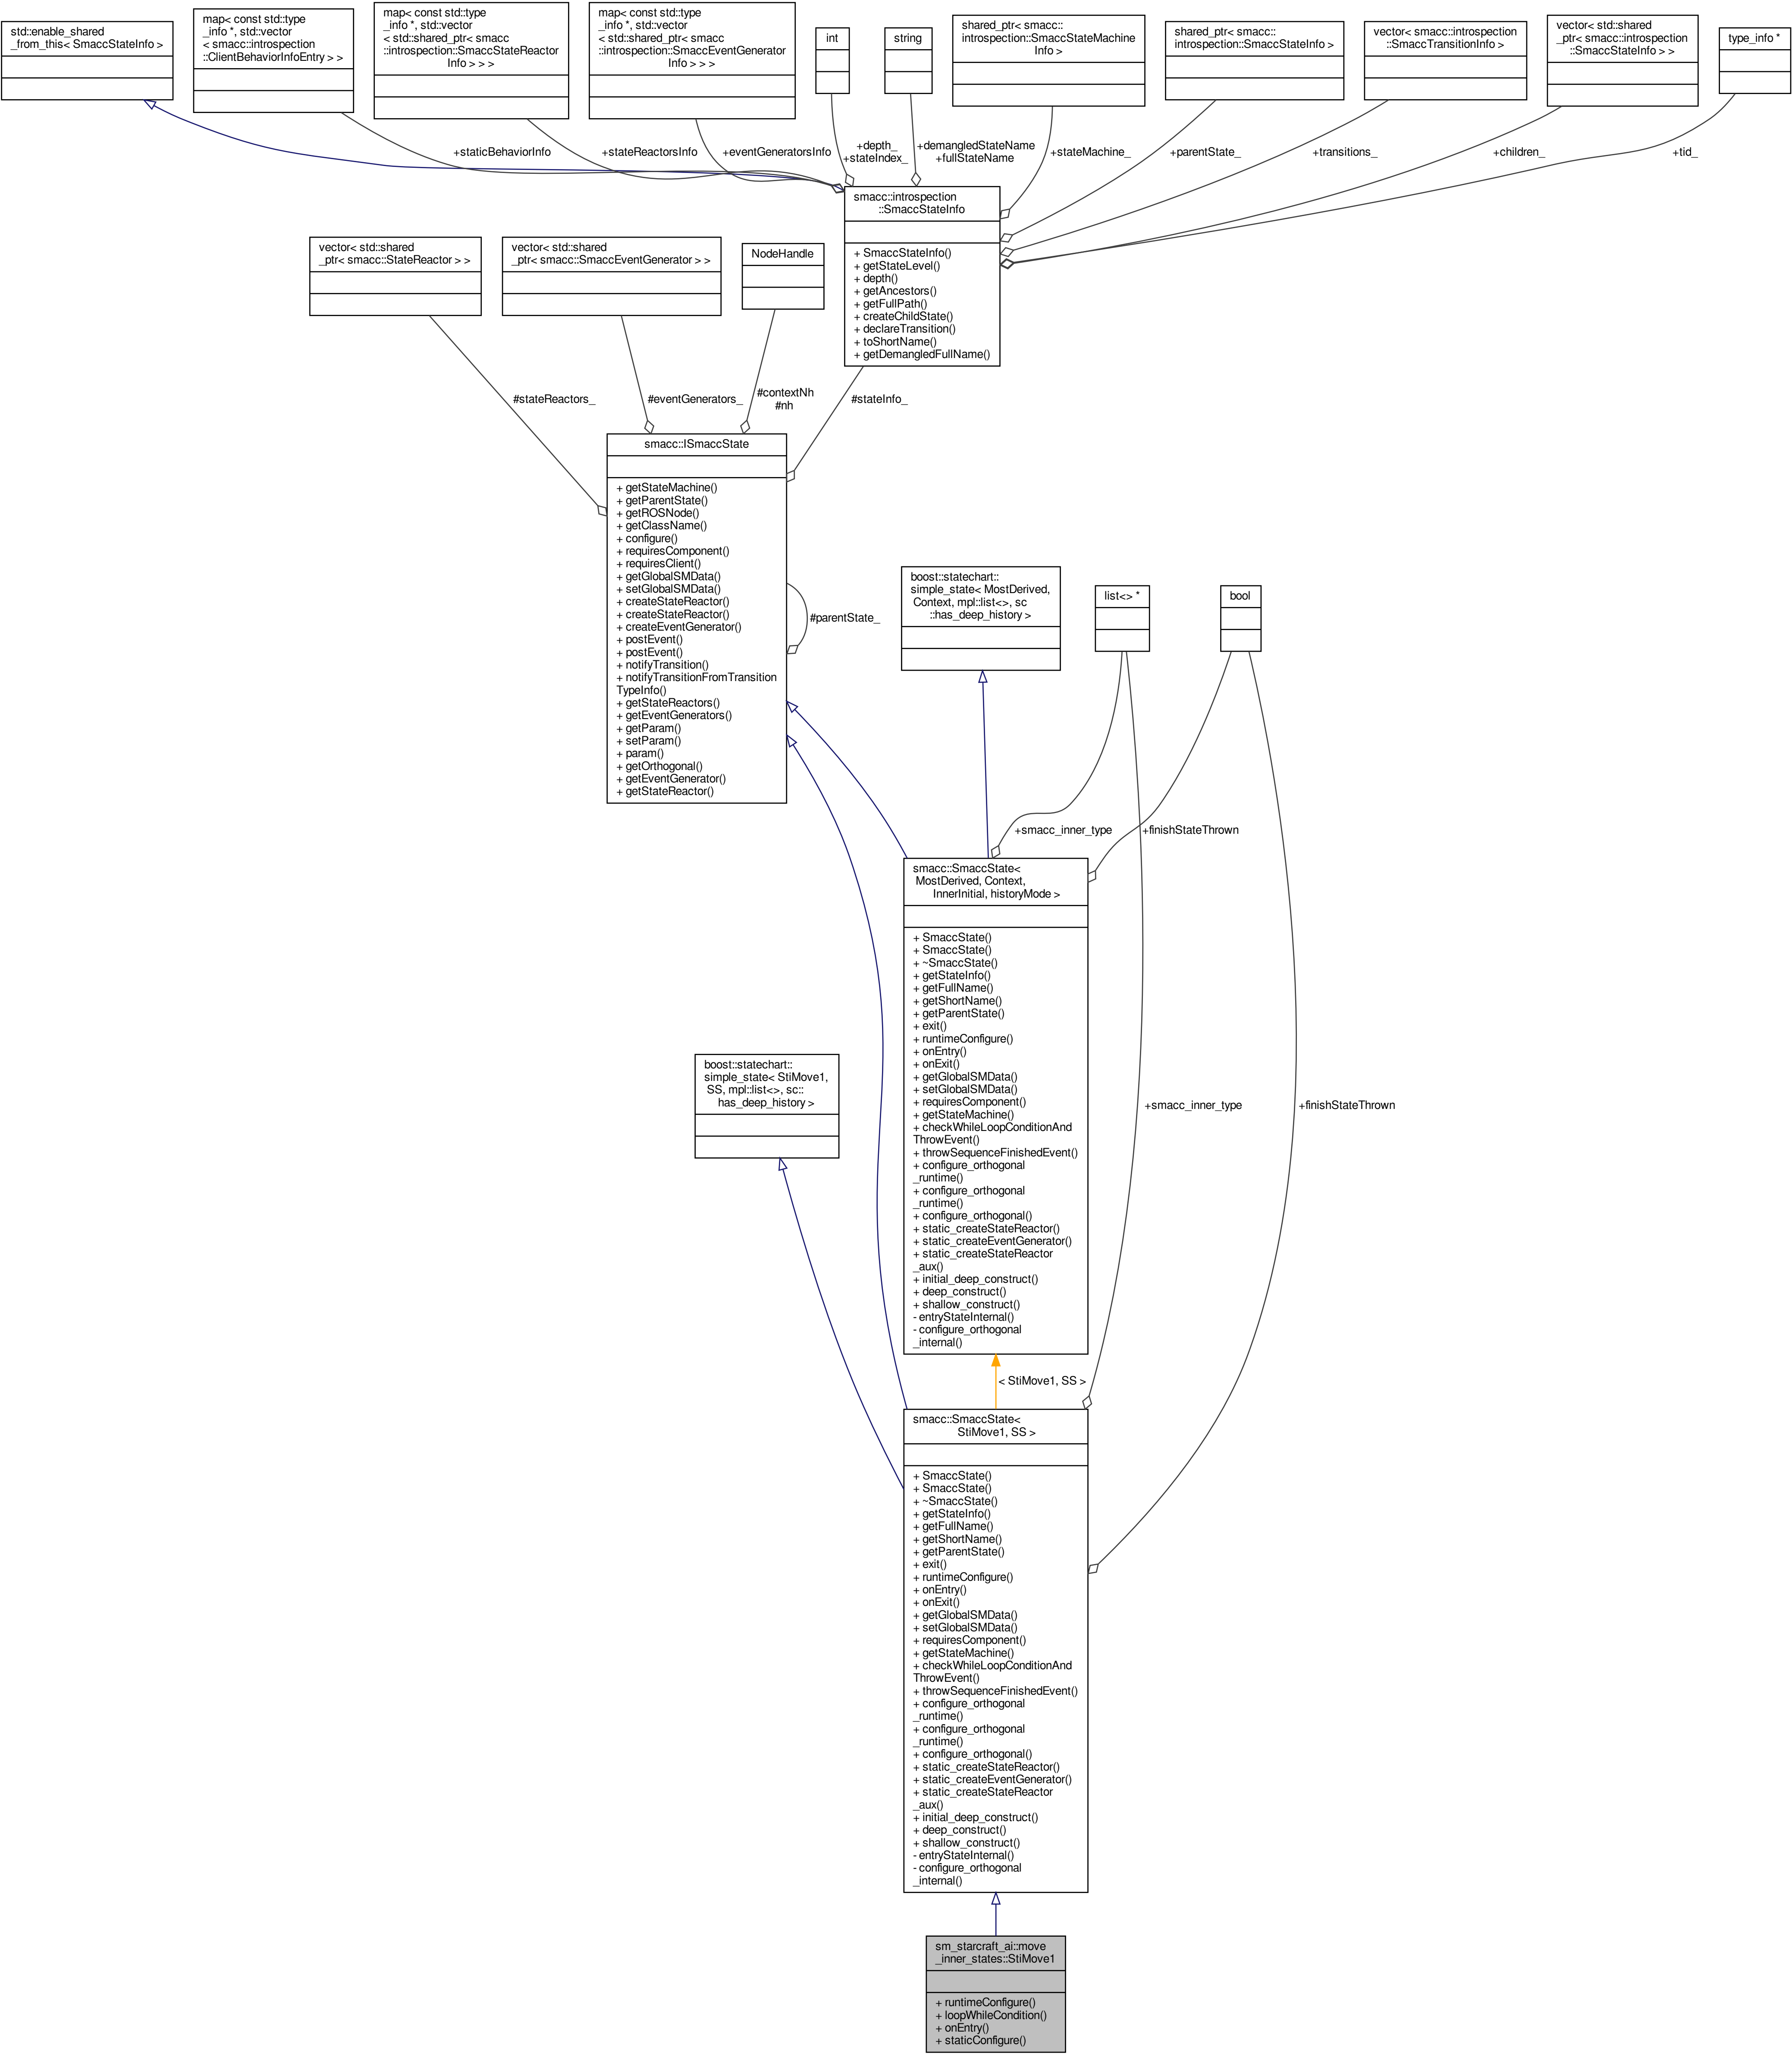 std::enable_shared
_from_this< SmaccStateInfo >
map< const std::type
_info *, std::vector
< smacc::introspection
::ClientBehaviorInfoEntry > >
map< const std::type
_info *, std::vector
< std::shared_ptr< smacc
::introspection::SmaccStateReactor
Info > > >
map< const std::type
_info *, std::vector
< std::shared_ptr< smacc
::introspection::SmaccEventGenerator
Info > > >
int
string
shared_ptr< smacc::
introspection::SmaccStateMachine
Info >
shared_ptr< smacc::
introspection::SmaccStateInfo >
vector< smacc::introspection
::SmaccTransitionInfo >
vector< std::shared
_ptr< smacc::introspection
::SmaccStateInfo > >
type_info *
+staticBehaviorInfo
+stateReactorsInfo
+eventGeneratorsInfo
+depth_
+stateIndex_
+demangledStateName
+fullStateName
+stateMachine_
+parentState_
+transitions_
+children_
+tid_
smacc::introspection
::SmaccStateInfo
+ SmaccStateInfo()
+ getStateLevel()
+ depth()
+ getAncestors()
+ getFullPath()
+ createChildState()
+ declareTransition()
+ toShortName()
+ getDemangledFullName()
vector< std::shared
_ptr< smacc::StateReactor > >
vector< std::shared
_ptr< smacc::SmaccEventGenerator > >
NodeHandle
#stateReactors_
#eventGenerators_
#contextNh
#nh
#stateInfo_
smacc::ISmaccState
+ getStateMachine()
+ getParentState()
+ getROSNode()
+ getClassName()
+ configure()
+ requiresComponent()
+ requiresClient()
+ getGlobalSMData()
+ setGlobalSMData()
+ createStateReactor()
+ createStateReactor()
+ createEventGenerator()
+ postEvent()
+ postEvent()
+ notifyTransition()
+ notifyTransitionFromTransition
TypeInfo()
+ getStateReactors()
+ getEventGenerators()
+ getParam()
+ setParam()
+ param()
+ getOrthogonal()
+ getEventGenerator()
+ getStateReactor()
#parentState_
boost::statechart::
simple_state< MostDerived,
Context, mpl::list<>, sc
::has_deep_history >
list<> *
bool
+smacc_inner_type
+finishStateThrown
smacc::SmaccState<
MostDerived, Context,
InnerInitial, historyMode >
+ SmaccState()
+ SmaccState()
+ ~SmaccState()
+ getStateInfo()
+ getFullName()
+ getShortName()
+ getParentState()
+ exit()
+ runtimeConfigure()
+ onEntry()
+ onExit()
+ getGlobalSMData()
+ setGlobalSMData()
+ requiresComponent()
+ getStateMachine()
+ checkWhileLoopConditionAnd
ThrowEvent()
+ throwSequenceFinishedEvent()
+ configure_orthogonal
_runtime()
+ configure_orthogonal
_runtime()
+ configure_orthogonal()
+ static_createStateReactor()
+ static_createEventGenerator()
+ static_createStateReactor
_aux()
+ initial_deep_construct()
+ deep_construct()
+ shallow_construct()
- entryStateInternal()
- configure_orthogonal
_internal()
boost::statechart::
simple_state< StiMove1,
SS, mpl::list<>, sc::
has_deep_history >
+smacc_inner_type
+finishStateThrown
< StiMove1, SS >
smacc::SmaccState<
StiMove1, SS >
+ SmaccState()
+ SmaccState()
+ ~SmaccState()
+ getStateInfo()
+ getFullName()
+ getShortName()
+ getParentState()
+ exit()
+ runtimeConfigure()
+ onEntry()
+ onExit()
+ getGlobalSMData()
+ setGlobalSMData()
+ requiresComponent()
+ getStateMachine()
+ checkWhileLoopConditionAnd
ThrowEvent()
+ throwSequenceFinishedEvent()
+ configure_orthogonal
_runtime()
+ configure_orthogonal
_runtime()
+ configure_orthogonal()
+ static_createStateReactor()
+ static_createEventGenerator()
+ static_createStateReactor
_aux()
+ initial_deep_construct()
+ deep_construct()
+ shallow_construct()
- entryStateInternal()
- configure_orthogonal
_internal()
sm_starcraft_ai::move
_inner_states::StiMove1
+ runtimeConfigure()
+ loopWhileCondition()
+ onEntry()
+ staticConfigure()